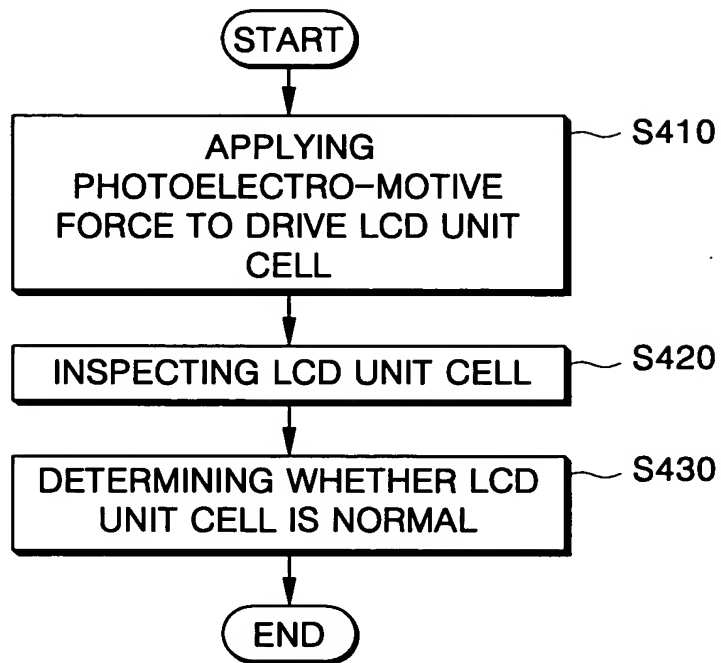 START
APPLYING
PHOTOELECTRO-MOTIVE
FORCE TO DRIVE LCD UNIT
CELL
S410
INSPECTING LCD UNIT CELL
S420
DETERMINING WHETHER LCD
UNIT CELL IS NORMAL
S430
END